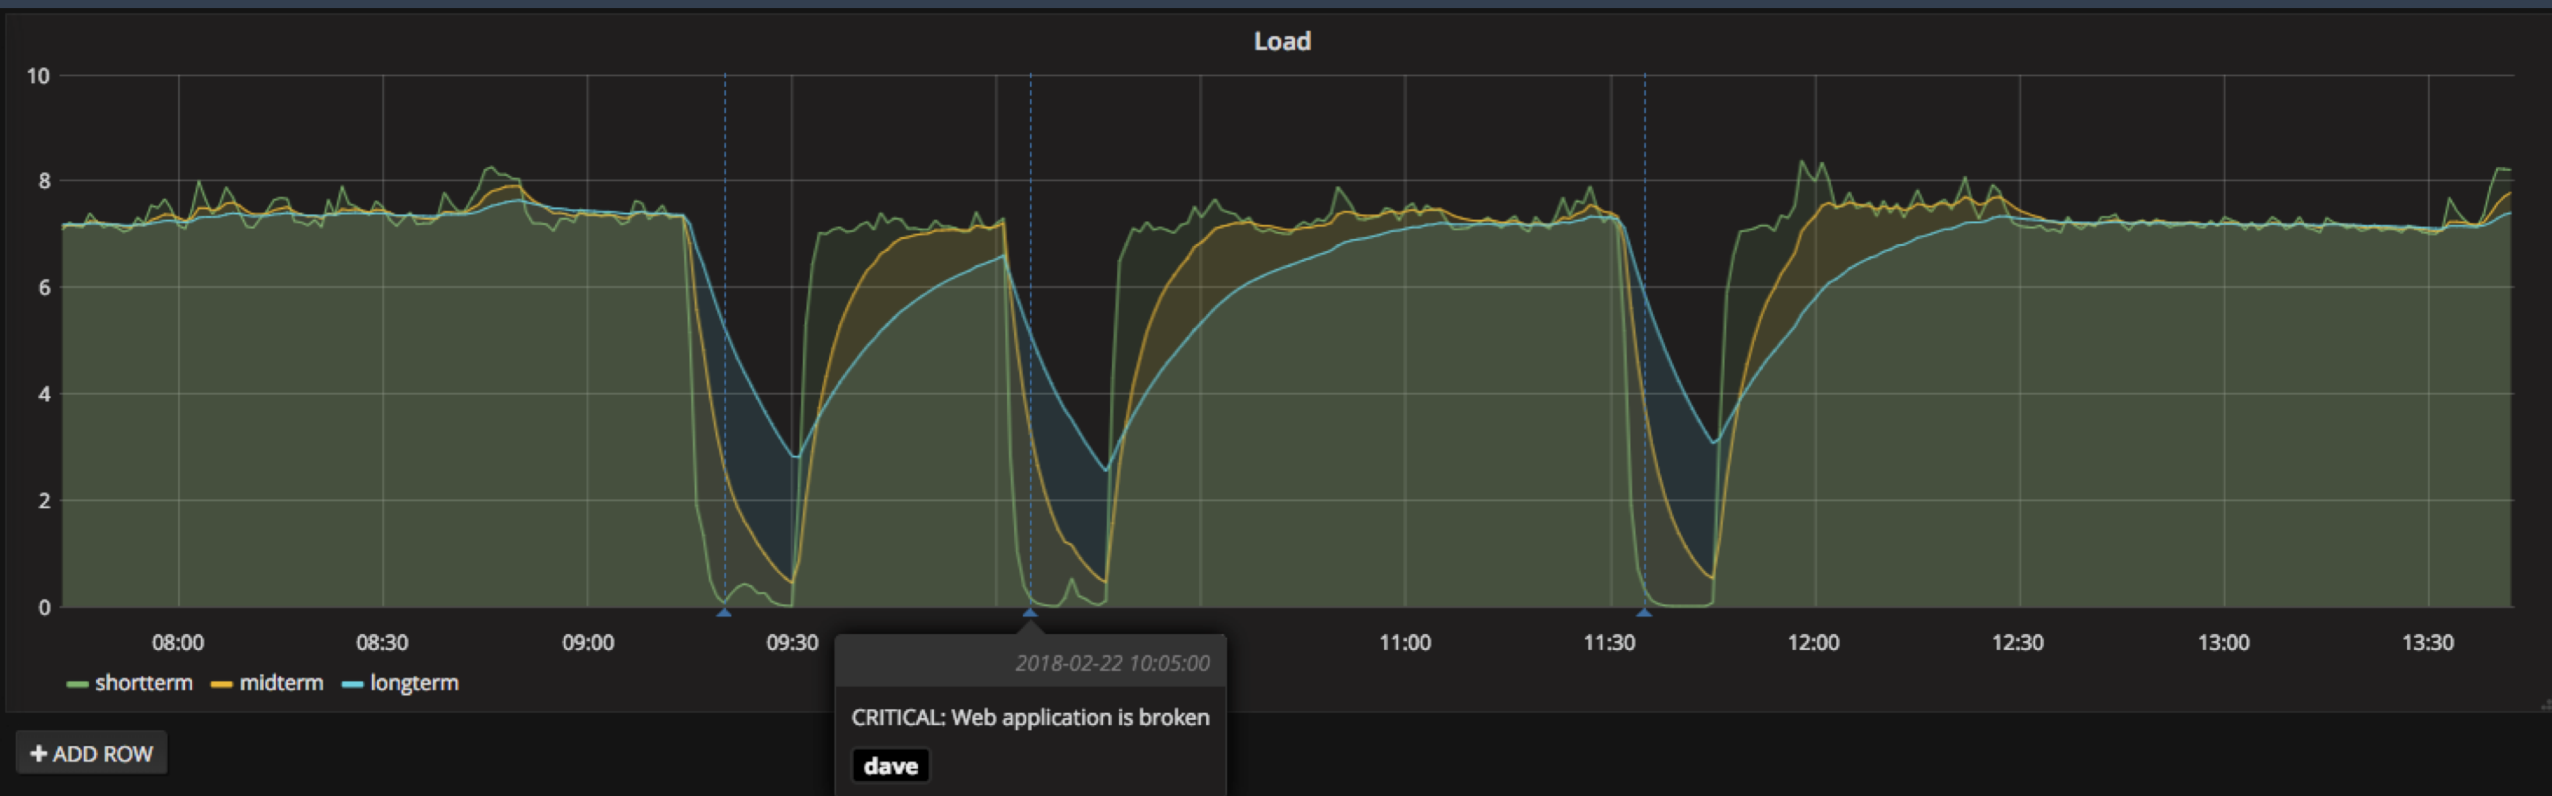 Load
10
8
6
4
2
0
08:00 08:30 09:00 09:30 11:00 11:30 12:00 12:30 13:00 13:30
shortterm midterm longterm
2018-02-22 10:05:00
CRITICAL: Web application is broken
dave
+ ADD ROW